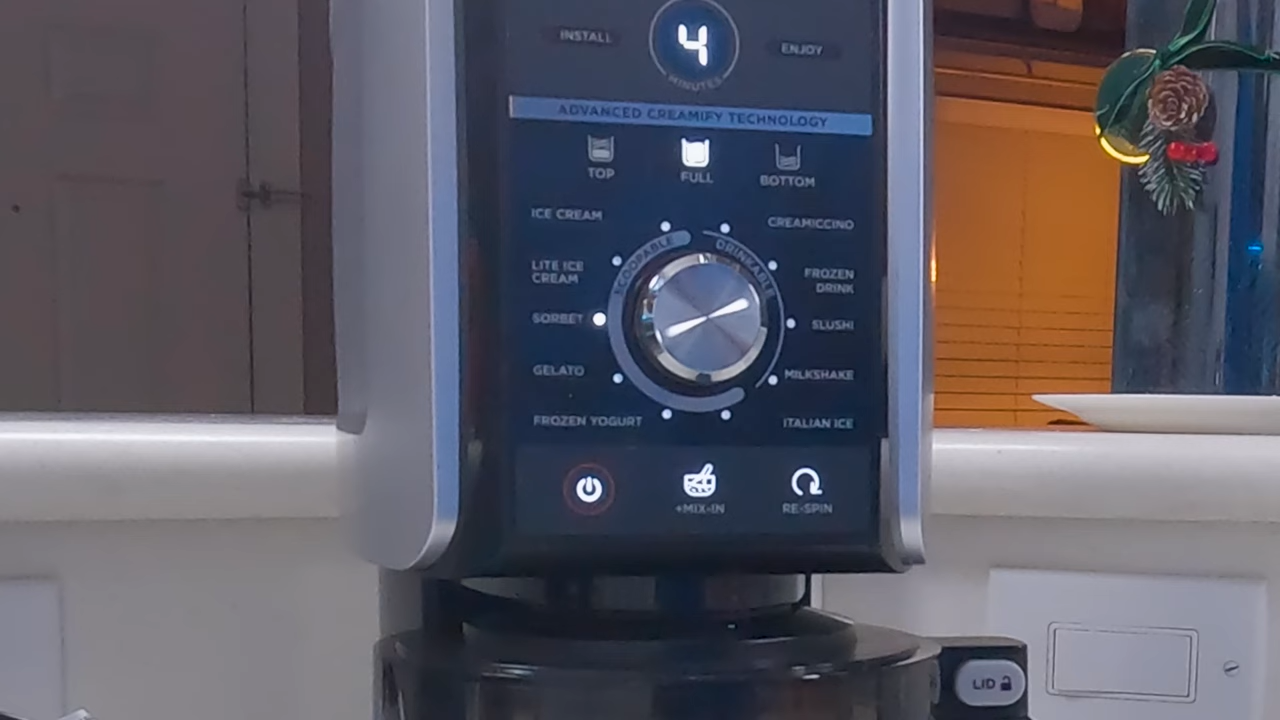 INSTALL
4
ENJOY
MINUTES
ADVANCED CREAMIFY TECHNOLOGY
TOP
FULL
BOTTOM
ICE CREAM
CREAMICCINO
SCOOPABLE
DRINKABLE
LITE ICE
CREAM
FROZEN
DRINK
SORBET
SLUSHI
GELATO
MILKSHAKE
FROZEN YOGURT
ITALIAN ICE
+MIX-IN
RE-SPIN
LID